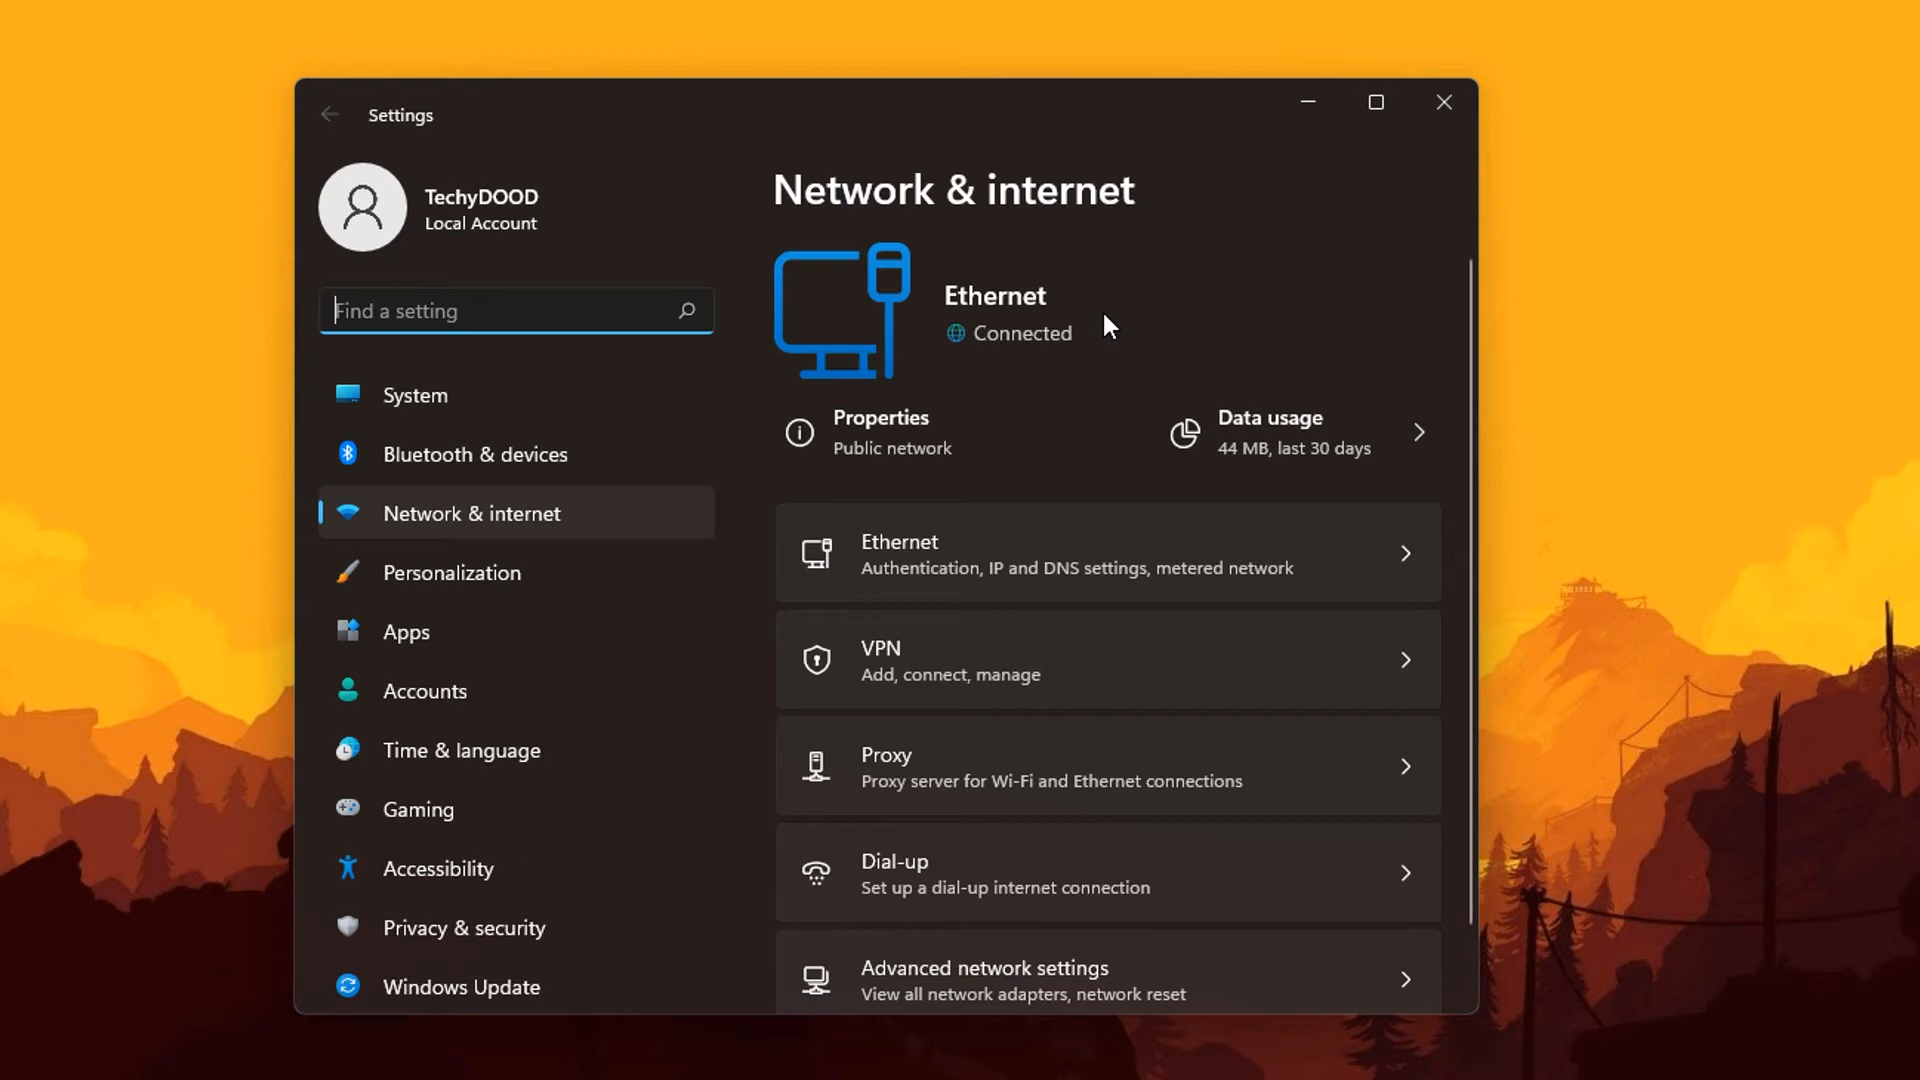 Settings
TechyDOOD
Local Account
Find a setting
System
Bluetooth & devices
Network & internet
Personalization
Apps
Accounts
Time & language
Gaming
Accessibility
Privacy & security
Windows Update
Network & internet
Ethernet
Connected
Properties
Public network
Data usage
44 MB, last 30 days
Ethernet
Authentication, IP and DNS settings, metered network
VPN
Add, connect, manage
Proxy
Proxy server for Wi-Fi and Ethernet connections
Dial-up
Set up a dial-up internet connection
Advanced network settings
View all network adapters, network reset